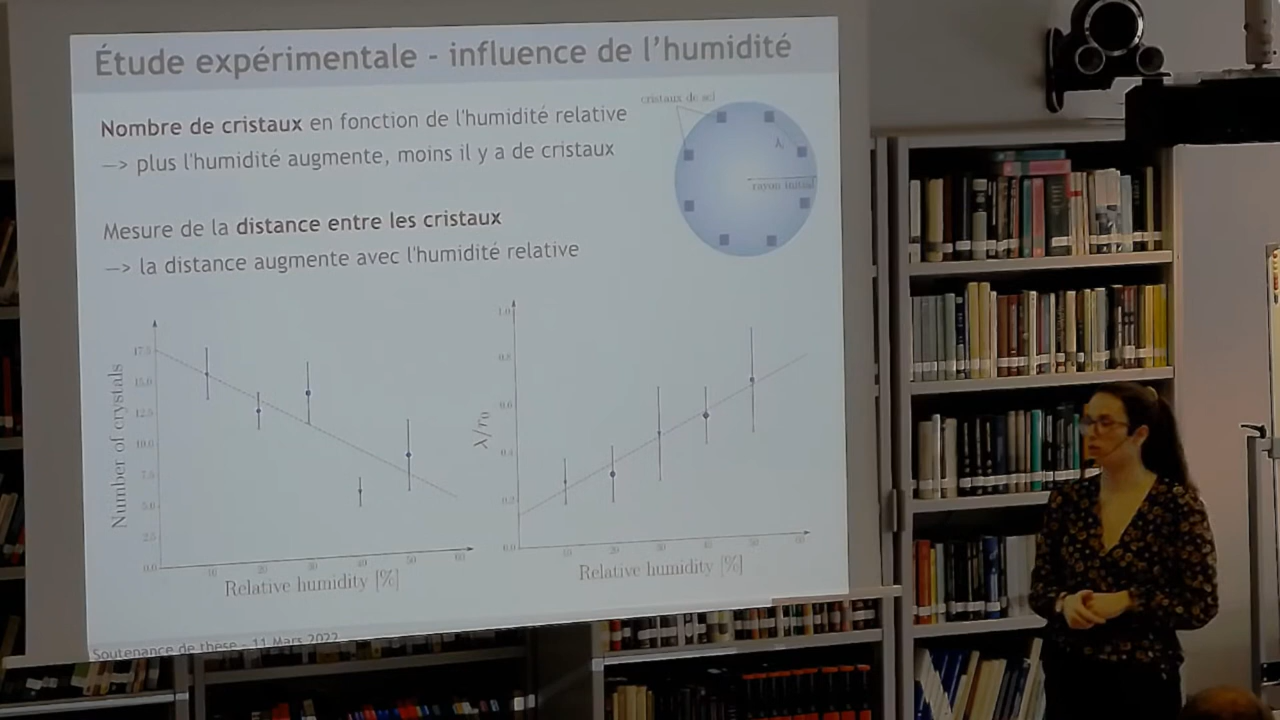 Étude expérimentale - influence de l'humidité
Nombre de cristaux en fonction de l'humidité relative
—> plus l'humidité augmente, moins il y a de cristaux
cristaux de sel
λ
rayon initial
Mesure de la distance entre les cristaux
—> la distance augmente avec l'humidité relative
Number of crystals
17.5
15.0
12.5
10.0
7.5
5.0
2.5
0.0
10 20 30 40 50 60
Relative humidity [%]
λ/r₀
1.0
0.8
0.6
0.4
0.2
0.0
10 20 30 40 50 60
Relative humidity [%]
Soutenance de thèse - 11 Mars 2022